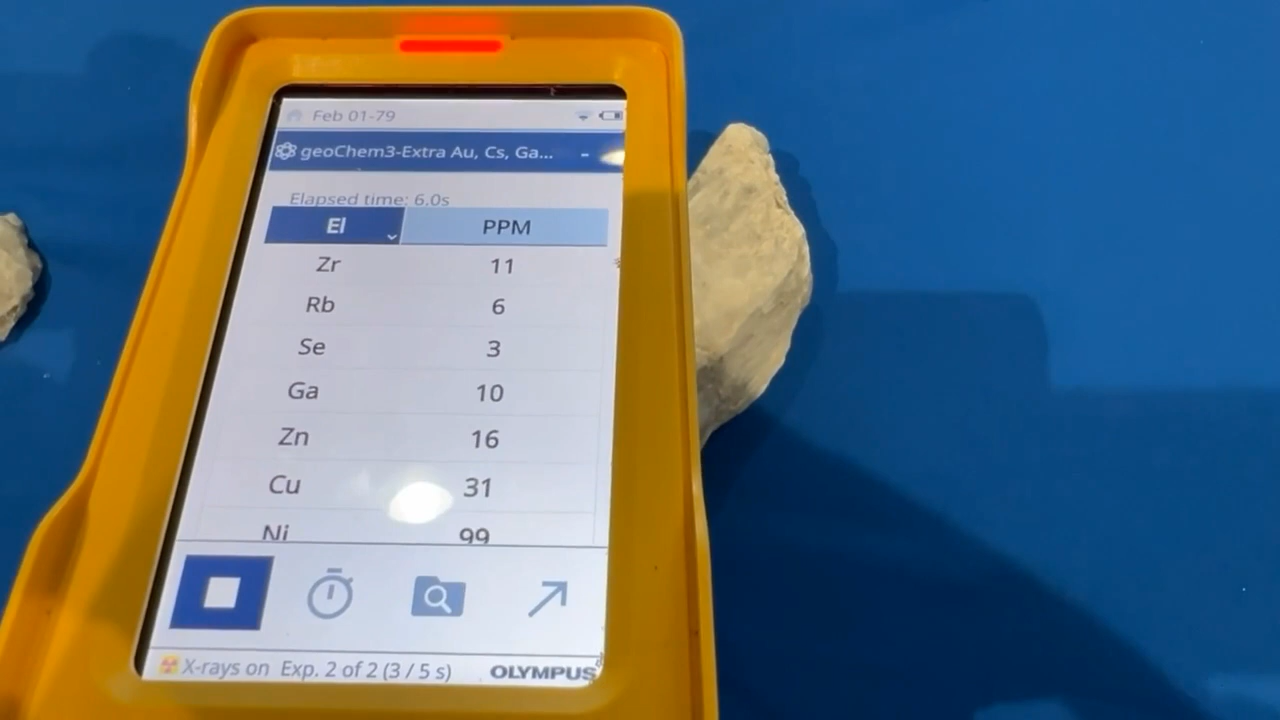 Feb 01-79
geoChem3-Extra Au, Cs, Ga... -
Elapsed time: 6.0s
El PPM
Zr 11
Rb 6
Se 3
Ga 10
Zn 16
Cu 31
Ni 99
X-rays on Exp. 2 of 2 (3 / 5 s) OLYMPUS